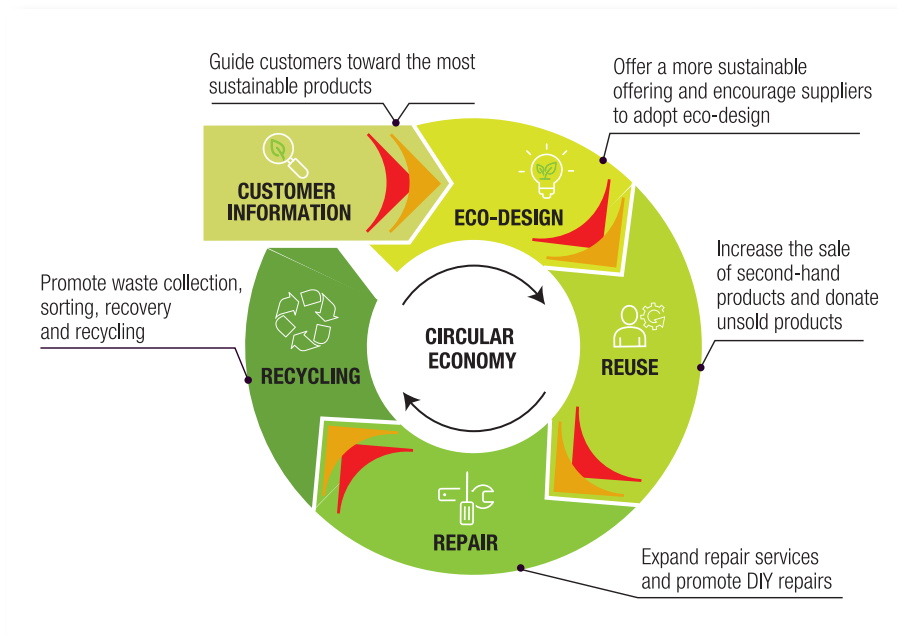 Guide customers toward the most
sustainable products
Offer a more sustainable
offering and encourage suppliers
to adopt eco-design
CUSTOMER
INFORMATION
ECO-DESIGN
Increase the sale
of second-hand
products and donate
unsold products
Promote waste collection,
sorting, recovery
and recycling
CIRCULAR
ECONOMY
REUSE
RECYCLING
REPAIR
Expand repair services
and promote DIY repairs